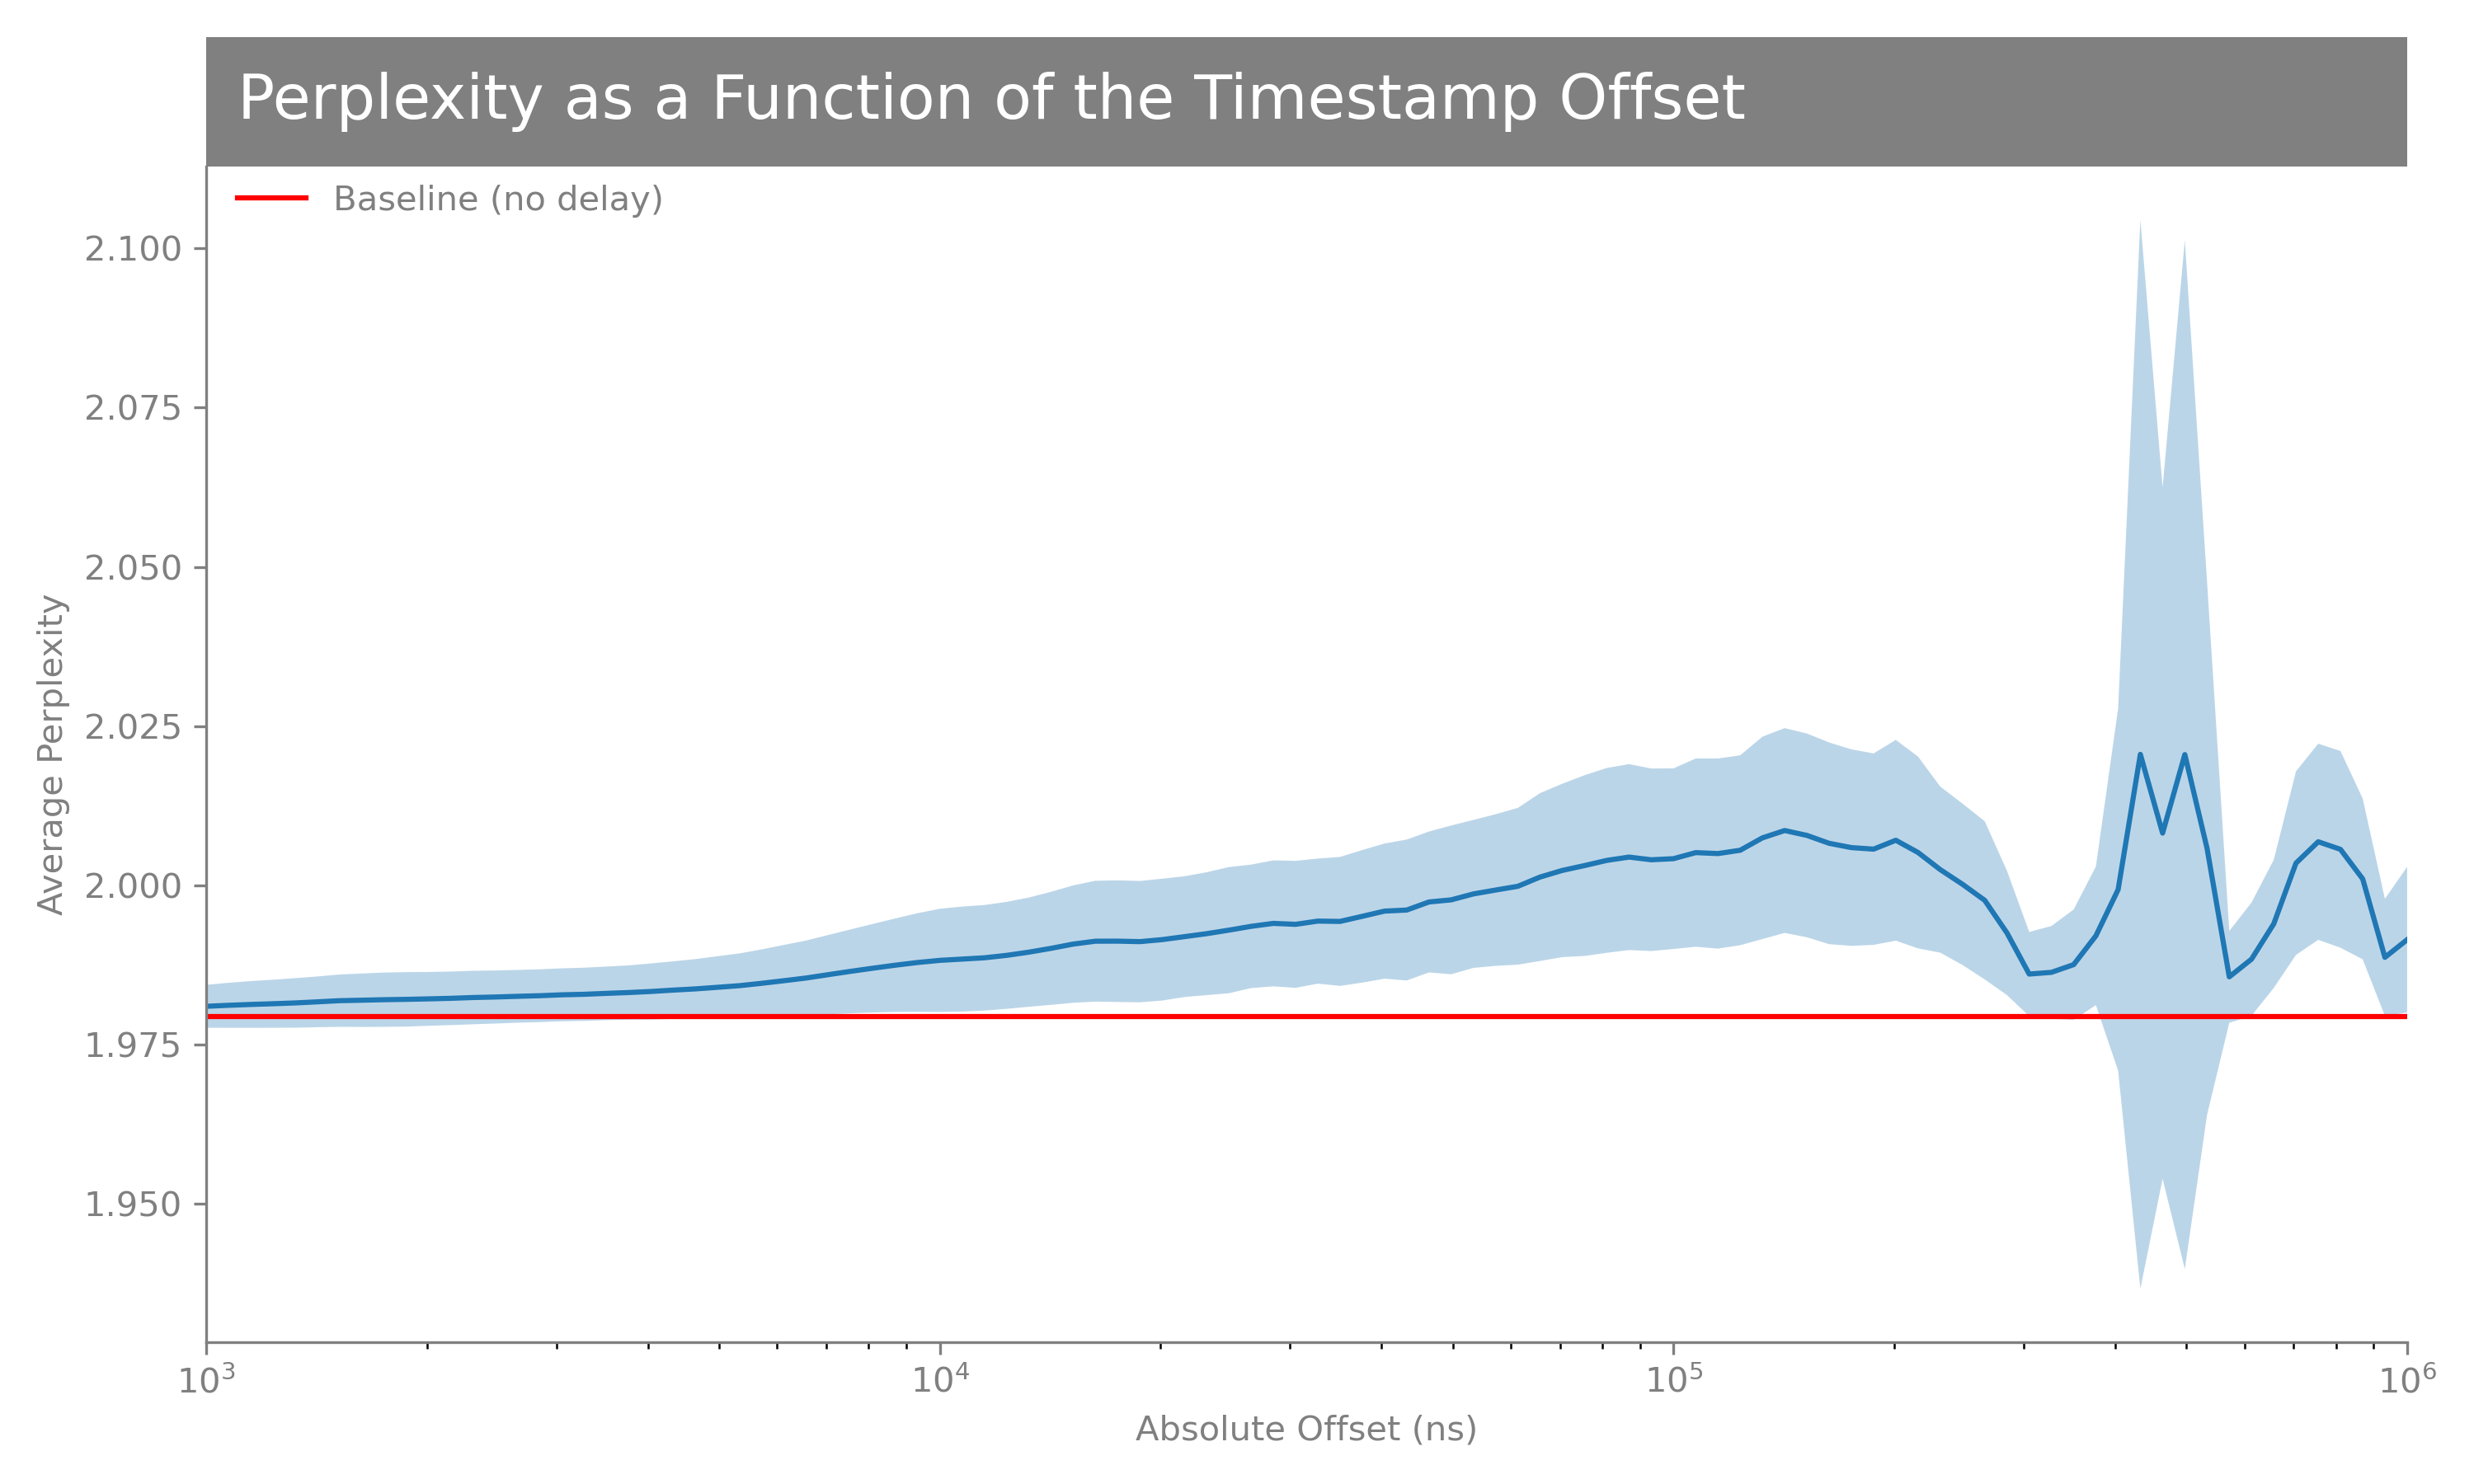 Perplexity as a Function of the Timestamp Offset
Baseline (no delay)
2.100
2.075
2.050
2.025
2.000
1.975
1.950
Average Perplexity
10³
10⁴
10⁵
10⁶
Absolute Offset (ns)